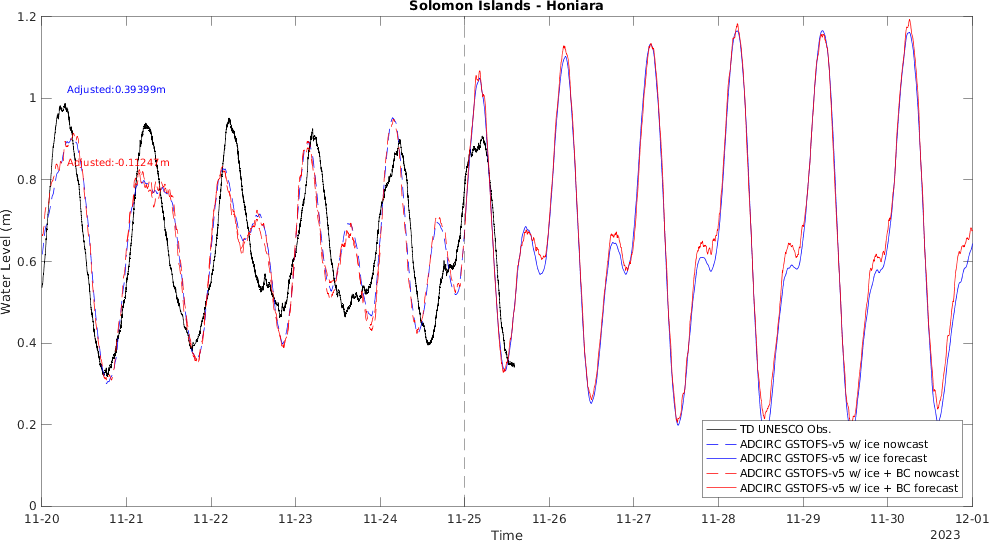 Solomon Islands - Honiara
1.2
1
0.8
0.6
0.4
0.2
0
Water Level (m)
Adjusted:0.39399m
TD UNESCO Obs.
ADCIRC GSTOFS-v5 w/ ice nowcast
ADCIRC GSTOFS-v5 w/ ice forecast
ADCIRC GSTOFS-v5 w/ ice + BC nowcast
ADCIRC GSTOFS-v5 w/ ice + BC forecast
11-20 11-21 11-22 11-23 11-24 11-25 11-26 11-27 11-28 11-29 11-30 12-01
Time
2023